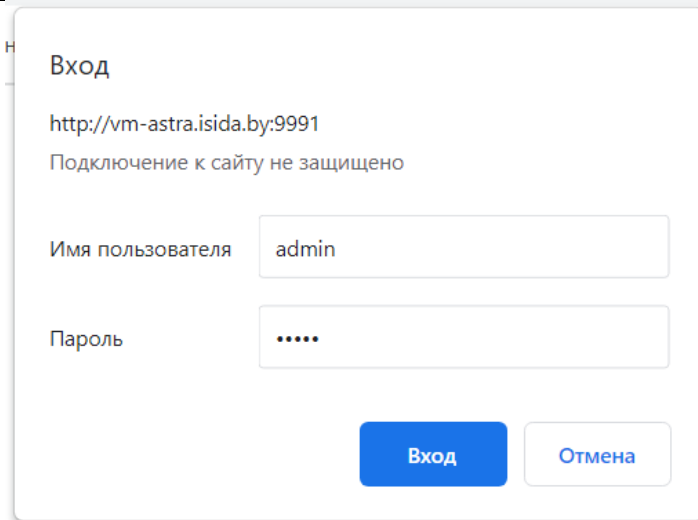 н
Вход
http://vm-astra.isida.by:9991
Подключение к сайту не защищено
Имя пользователя admin
Пароль •••••
Вход Отмена